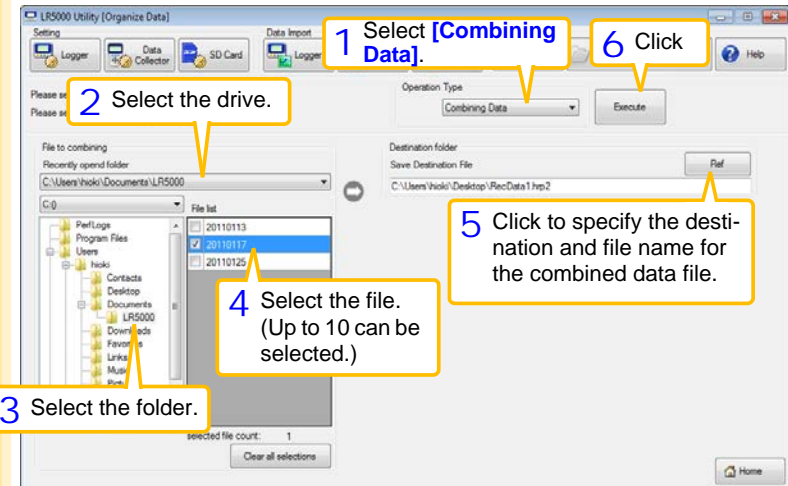 LR5000 Utility [Organize Data]
Setting
Data Import
Logger
Data Collector
SD Card
Logger
Help
1 Select [Combining Data].
6 Click
Please se
Please se
2 Select the drive.
Operation Type
Combining Data
Execute
File to combining
Recently opend folder
C:\Users\hioki\Documents\LR5000
C:()
File list
Destination folder
Save Destination File
Ref
C:\Users\hioki\Desktop\RecData1.hrp2
PerfLogs
Program Files
Users
hioki
Contacts
Desktop
Documents
LR5000
Downloads
Favorites
Links
Music
20110113
20110117
20110125
5 Click to specify the desti-
nation and file name for
the combined data file.
4 Select the file.
(Up to 10 can be
selected.)
3 Select the folder.
selected file count: 1
Clear all selections
Home